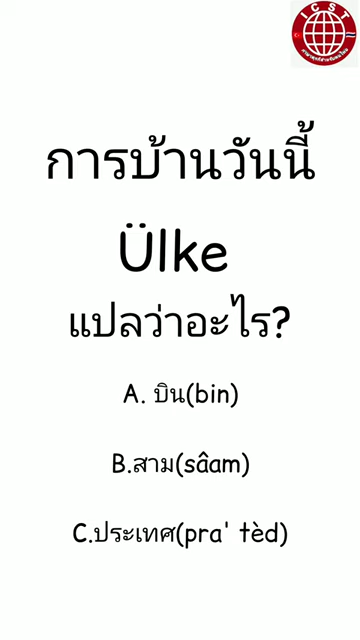 ICST
การบ้านวันนี้
Ülke
แปลว่าอะไร?
A. บิน(bin)
B.สาม(sâam)
C.ประเทศ(pra' tèd)